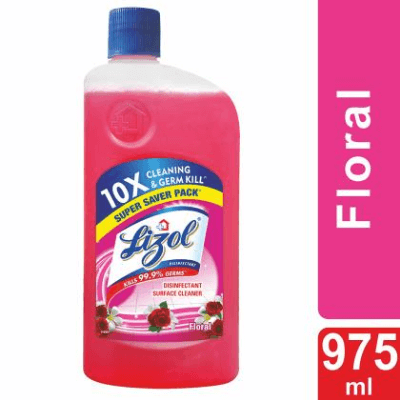 10X CLEANING
& GERM KILL^
SUPER SAVER PACK*
Lizol
DISINFECTANT
KILLS 99.9% GERMS
DISINFECTANT
SURFACE CLEANER
Floral
Floral
975
ml